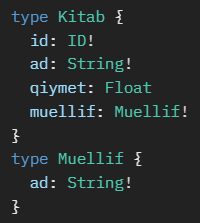 type Kitab {
  id: ID!
  ad: String!
  qiymet: Float
  muellif: Muellif!
}
type Muellif {
  ad: String!
}